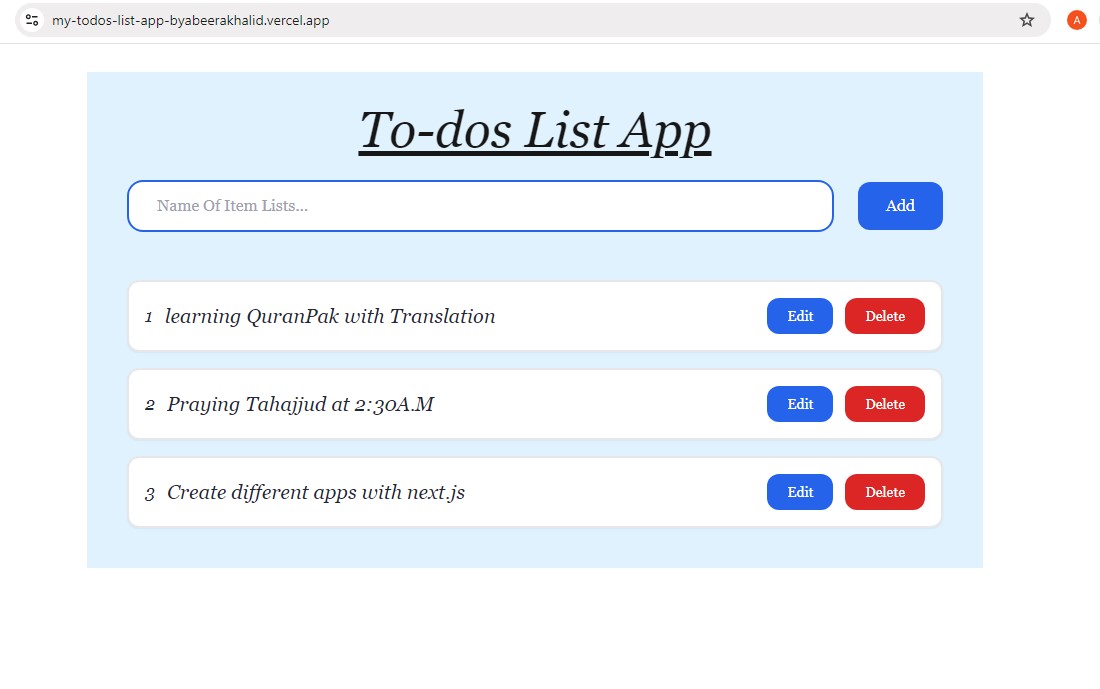 my-todos-list-app-byabeerakhalid.vercel.app
A
To-dos List App
Name Of Item Lists...
Add
1 learning QuranPak with Translation
Edit
Delete
2 Praying Tahajjud at 2:30A.M
Edit
Delete
3 Create different apps with next.js
Edit
Delete